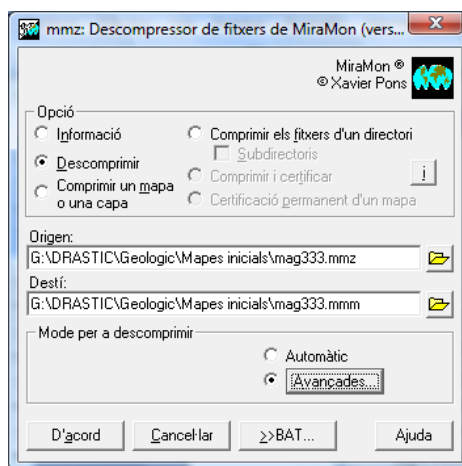 mmz: Descompressor de fitxers de MiraMon (vers...
MiraMon ®
© Xavier Pons
Opció
Informació
Descomprimir
Comprimir un mapa
o una capa
Comprimir els fitxers d'un directori
Subdirectoris
Comprimir i certificar
Certificació permanent d'un mapa
i
Origen:
G:\DRASTIC\Geologic\Mapes inicials\mag333.mmz
Destí:
G:\DRASTIC\Geologic\Mapes inicials\mag333.mmm
Mode per a descomprimir
Automàtic
Avançades...
D'acord
Cancel·lar
>>BAT...
Ajuda